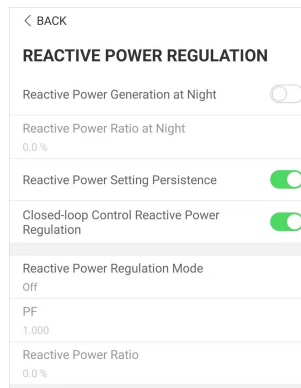 < BACK
REACTIVE POWER REGULATION
Reactive Power Generation at Night
Reactive Power Ratio at Night
0.0 %
Reactive Power Setting Persistence
Closed-loop Control Reactive Power
Regulation
Reactive Power Regulation Mode
Off
PF
1.000
Reactive Power Ratio
0.0 %